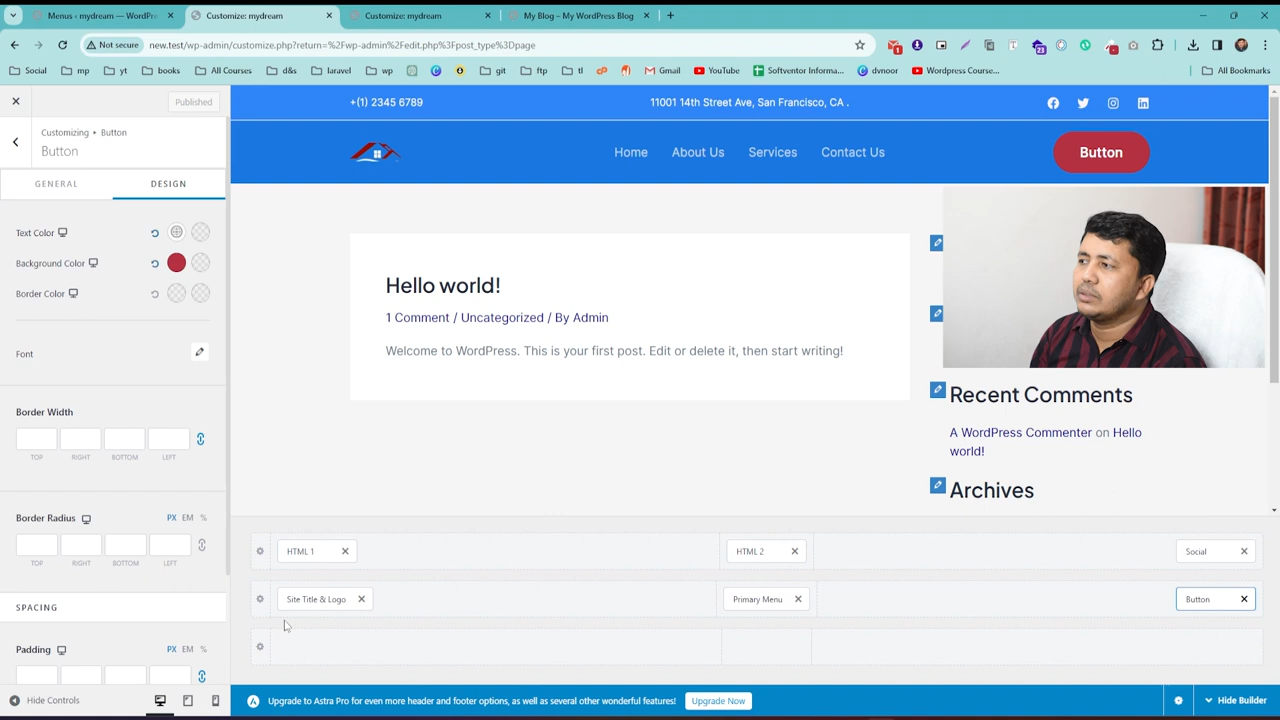 Menus ‹ mydream — WordPr
Customize: mydream
Customize: mydream
My Blog – My WordPress Blog
Not secure
new.test/wp-admin/customize.php?return=%2Fwp-admin%2Fedit.php%3Fpost_type%3Dpage
1
23
Social
mp
yt
books
All Courses
d&s
laravel
wp
git
ftp
tl
Gmail
YouTube
Softventor Informa...
dvnoor
Wordpress Course...
All Bookmarks
Published
Customizing ▸ Button
Button
GENERAL
DESIGN
Text Color
Background Color
Border Color
Font
Border Width
TOP RIGHT BOTTOM LEFT
Border Radius
PX EM %
TOP RIGHT BOTTOM LEFT
SPACING
Padding
PX EM %
Hide Controls
+(1) 2345 6789
11001 14th Street Ave, San Francisco, CA .
Home
About Us
Services
Contact Us
Button
Hello world!
1 Comment / Uncategorized / By Admin
Welcome to WordPress. This is your first post. Edit or delete it, then start writing!
Recent Comments
A WordPress Commenter on Hello
world!
Archives
HTML 1
HTML 2
Social
Site Title & Logo
Primary Menu
Button
Upgrade to Astra Pro for even more header and footer options, as well as several other wonderful features!
Upgrade Now
Hide Builder